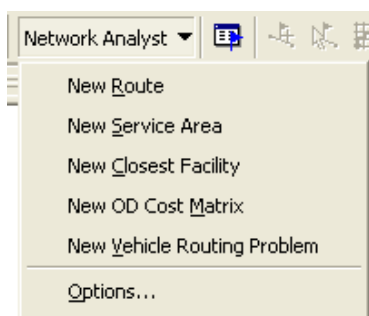 Network Analyst
New Route
New Service Area
New Closest Facility
New OD Cost Matrix
New Vehicle Routing Problem
Options...